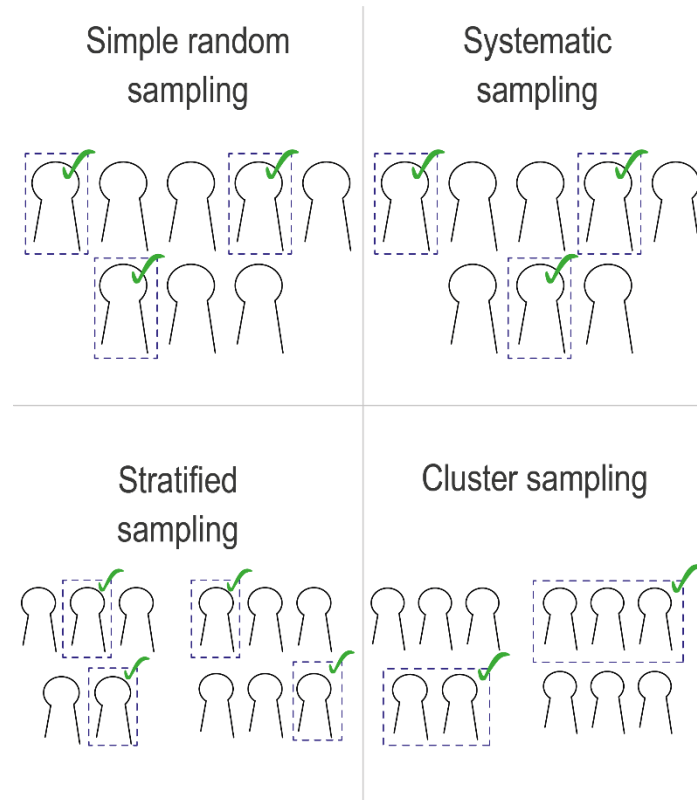 Simple random
sampling
Systematic
sampling
Stratified
sampling
Cluster sampling